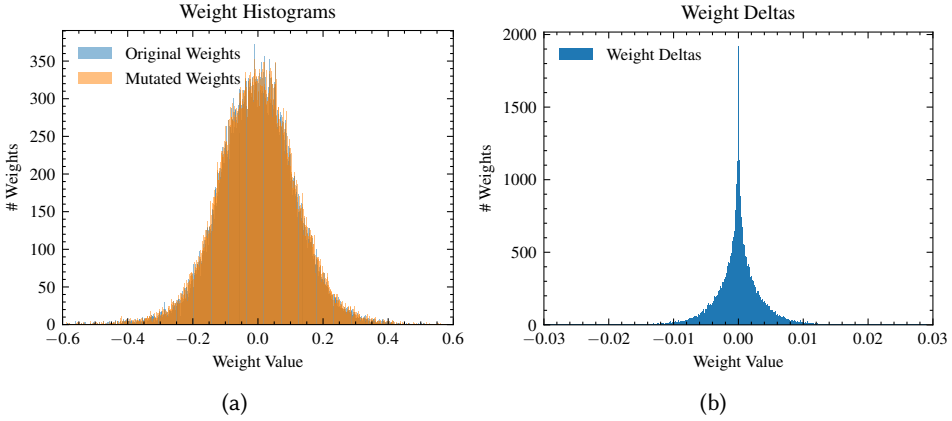 Weight Histograms
Original Weights
Mutated Weights
350
300
250
200
150
100
50
0
# Weights
−0.6 −0.4 −0.2 0.0 0.2 0.4 0.6
Weight Value
(a)
Weight Deltas
Weight Deltas
2000
1500
1000
500
0
# Weights
−0.03 −0.02 −0.01 0.00 0.01 0.02 0.03
Weight Value
(b)